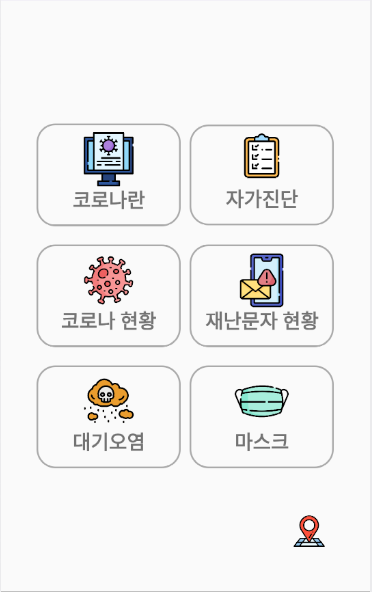 코로나란
자가진단
코로나 현황
재난문자 현황
대기오염
마스크